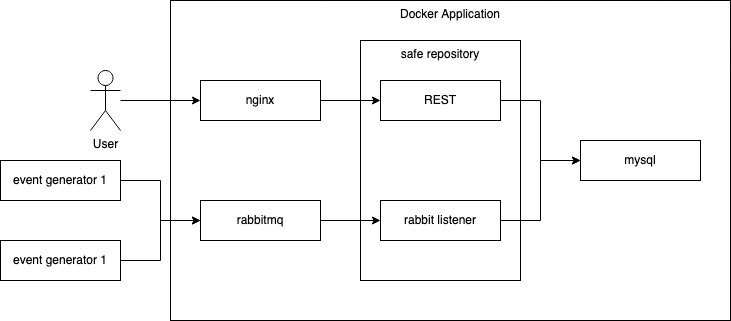 Docker Application
safe repository
nginx
REST
User
mysql
event generator 1
rabbitmq
rabbit listener
event generator 1